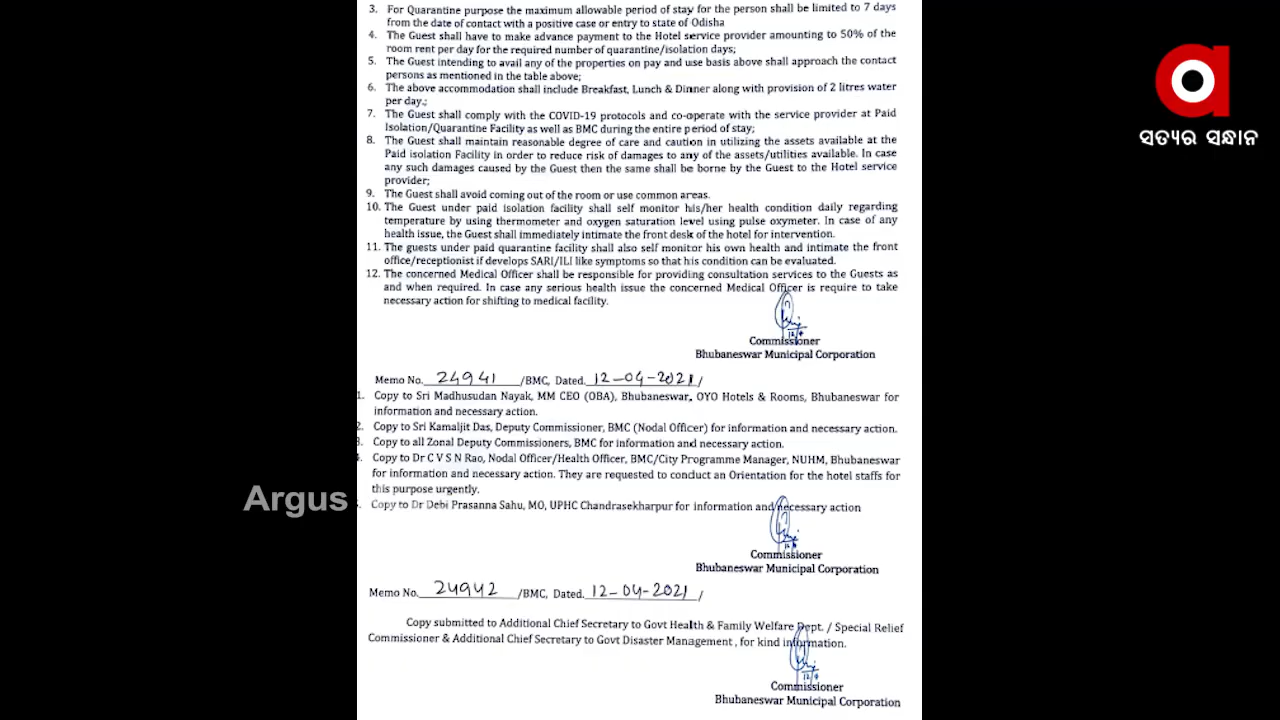 3. For Quarantine purpose the maximum allowable period of stay for the person shall be limited to 7 days
from the date of contact with a positive case or entry to state of Odisha
4. The Guest shall have to make advance payment to the Hotel service provider amounting to 50% of the
room rent per day for the required number of quarantine/isolation days;
5. The Guest intending to avail any of the properties on pay and use basis above shall approach the contact
persons as mentioned in the table above;
6. The above accommodation shall include Breakfast, Lunch & Dinner along with provision of 2 litres water
per day.;
7. The Guest shall comply with the COVID-19 protocols and co-operate with the service provider at Paid
Isolation/Quarantine Facility as well as BMC during the entire period of stay;
8. The Guest shall maintain reasonable degree of care and caution in utilizing the assets available at the
Paid isolation Facility in order to reduce risk of damages to any of the assets/utilities available. In case
any such damages caused by the Guest then the same shall be borne by the Guest to the Hotel service
provider;
9. The Guest shall avoid coming out of the room or use common areas.
10. The Guest under paid isolation facility shall self monitor his/her health condition daily regarding
temperature by using thermometer and oxygen saturation level using pulse oxymeter. In case of any
health issue, the Guest shall immediately intimate the front desk of the hotel for intervention.
11. The guests under paid quarantine facility shall also self monitor his own health and intimate the front
office/receptionist if develops SARI/ILI like symptoms so that his condition can be evaluated.
12. The concerned Medical Officer shall be responsible for providing consultation services to the Guests as
and when required. In case any serious health issue the concerned Medical Officer is require to take
necessary action for shifting to medical facility.
12/4
Commissioner
Bhubaneswar Municipal Corporation
Memo No. 24941 /BMC, Dated. 12-04-2021/
1. Copy to Sri Madhusudan Nayak, MM CEO (OBA), Bhubaneswar, OYO Hotels & Rooms, Bhubaneswar for
information and necessary action.
2. Copy to Sri Kamaljit Das, Deputy Commissioner, BMC (Nodal Officer) for information and necessary action.
3. Copy to all Zonal Deputy Commissioners, BMC for information and necessary action.
4. Copy to Dr C V S N Rao, Nodal Officer/Health Officer, BMC/City Programme Manager, NUHM, Bhubaneswar
for information and necessary action. They are requested to conduct an Orientation for the hotel staffs for
this purpose urgently.
Copy to Dr Debi Prasanna Sahu, MO, UPHC Chandrasekharpur for information and necessary action
Commissioner
Bhubaneswar Municipal Corporation
Memo No. 24942 /BMC, Dated. 12-04-2021 /
Copy submitted to Additional Chief Secretary to Govt Health & Family Welfare Dept. / Special Relief
Commissioner & Additional Chief Secretary to Govt Disaster Management, for kind information.
12/4
Commissioner
Bhubaneswar Municipal Corporation
Argus
a
ସତ୍ୟର ସନ୍ଧାନ